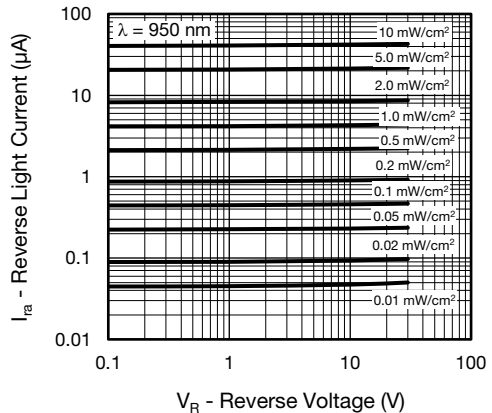 100
10
1
0.1
0.01
I_ra - Reverse Light Current (µA)
λ = 950 nm
10 mW/cm²
5.0 mW/cm²
2.0 mW/cm²
1.0 mW/cm²
0.5 mW/cm²
0.2 mW/cm²
0.1 mW/cm²
0.05 mW/cm²
0.02 mW/cm²
0.01 mW/cm²
0.1 1 10 100
V_R - Reverse Voltage (V)